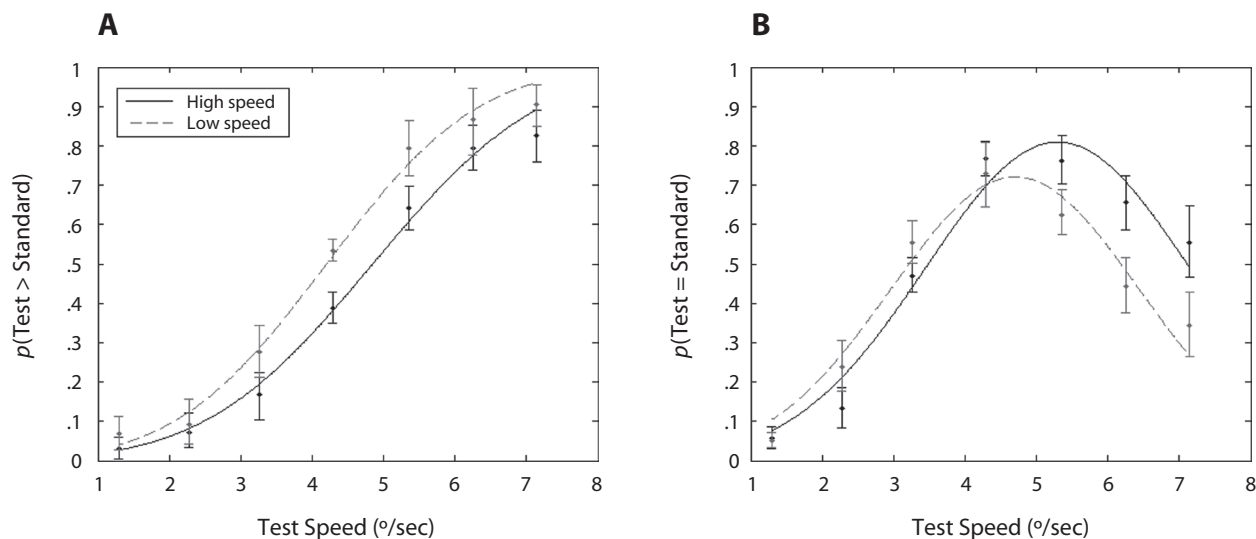 A
p(Test > Standard)
1
.9
.8
.7
.6
.5
.4
.3
.2
.1
0
High speed
Low speed
1 2 3 4 5 6 7 8
Test Speed (º/sec)
B
p(Test = Standard)
1
.9
.8
.7
.6
.5
.4
.3
.2
.1
0
1 2 3 4 5 6 7 8
Test Speed (º/sec)